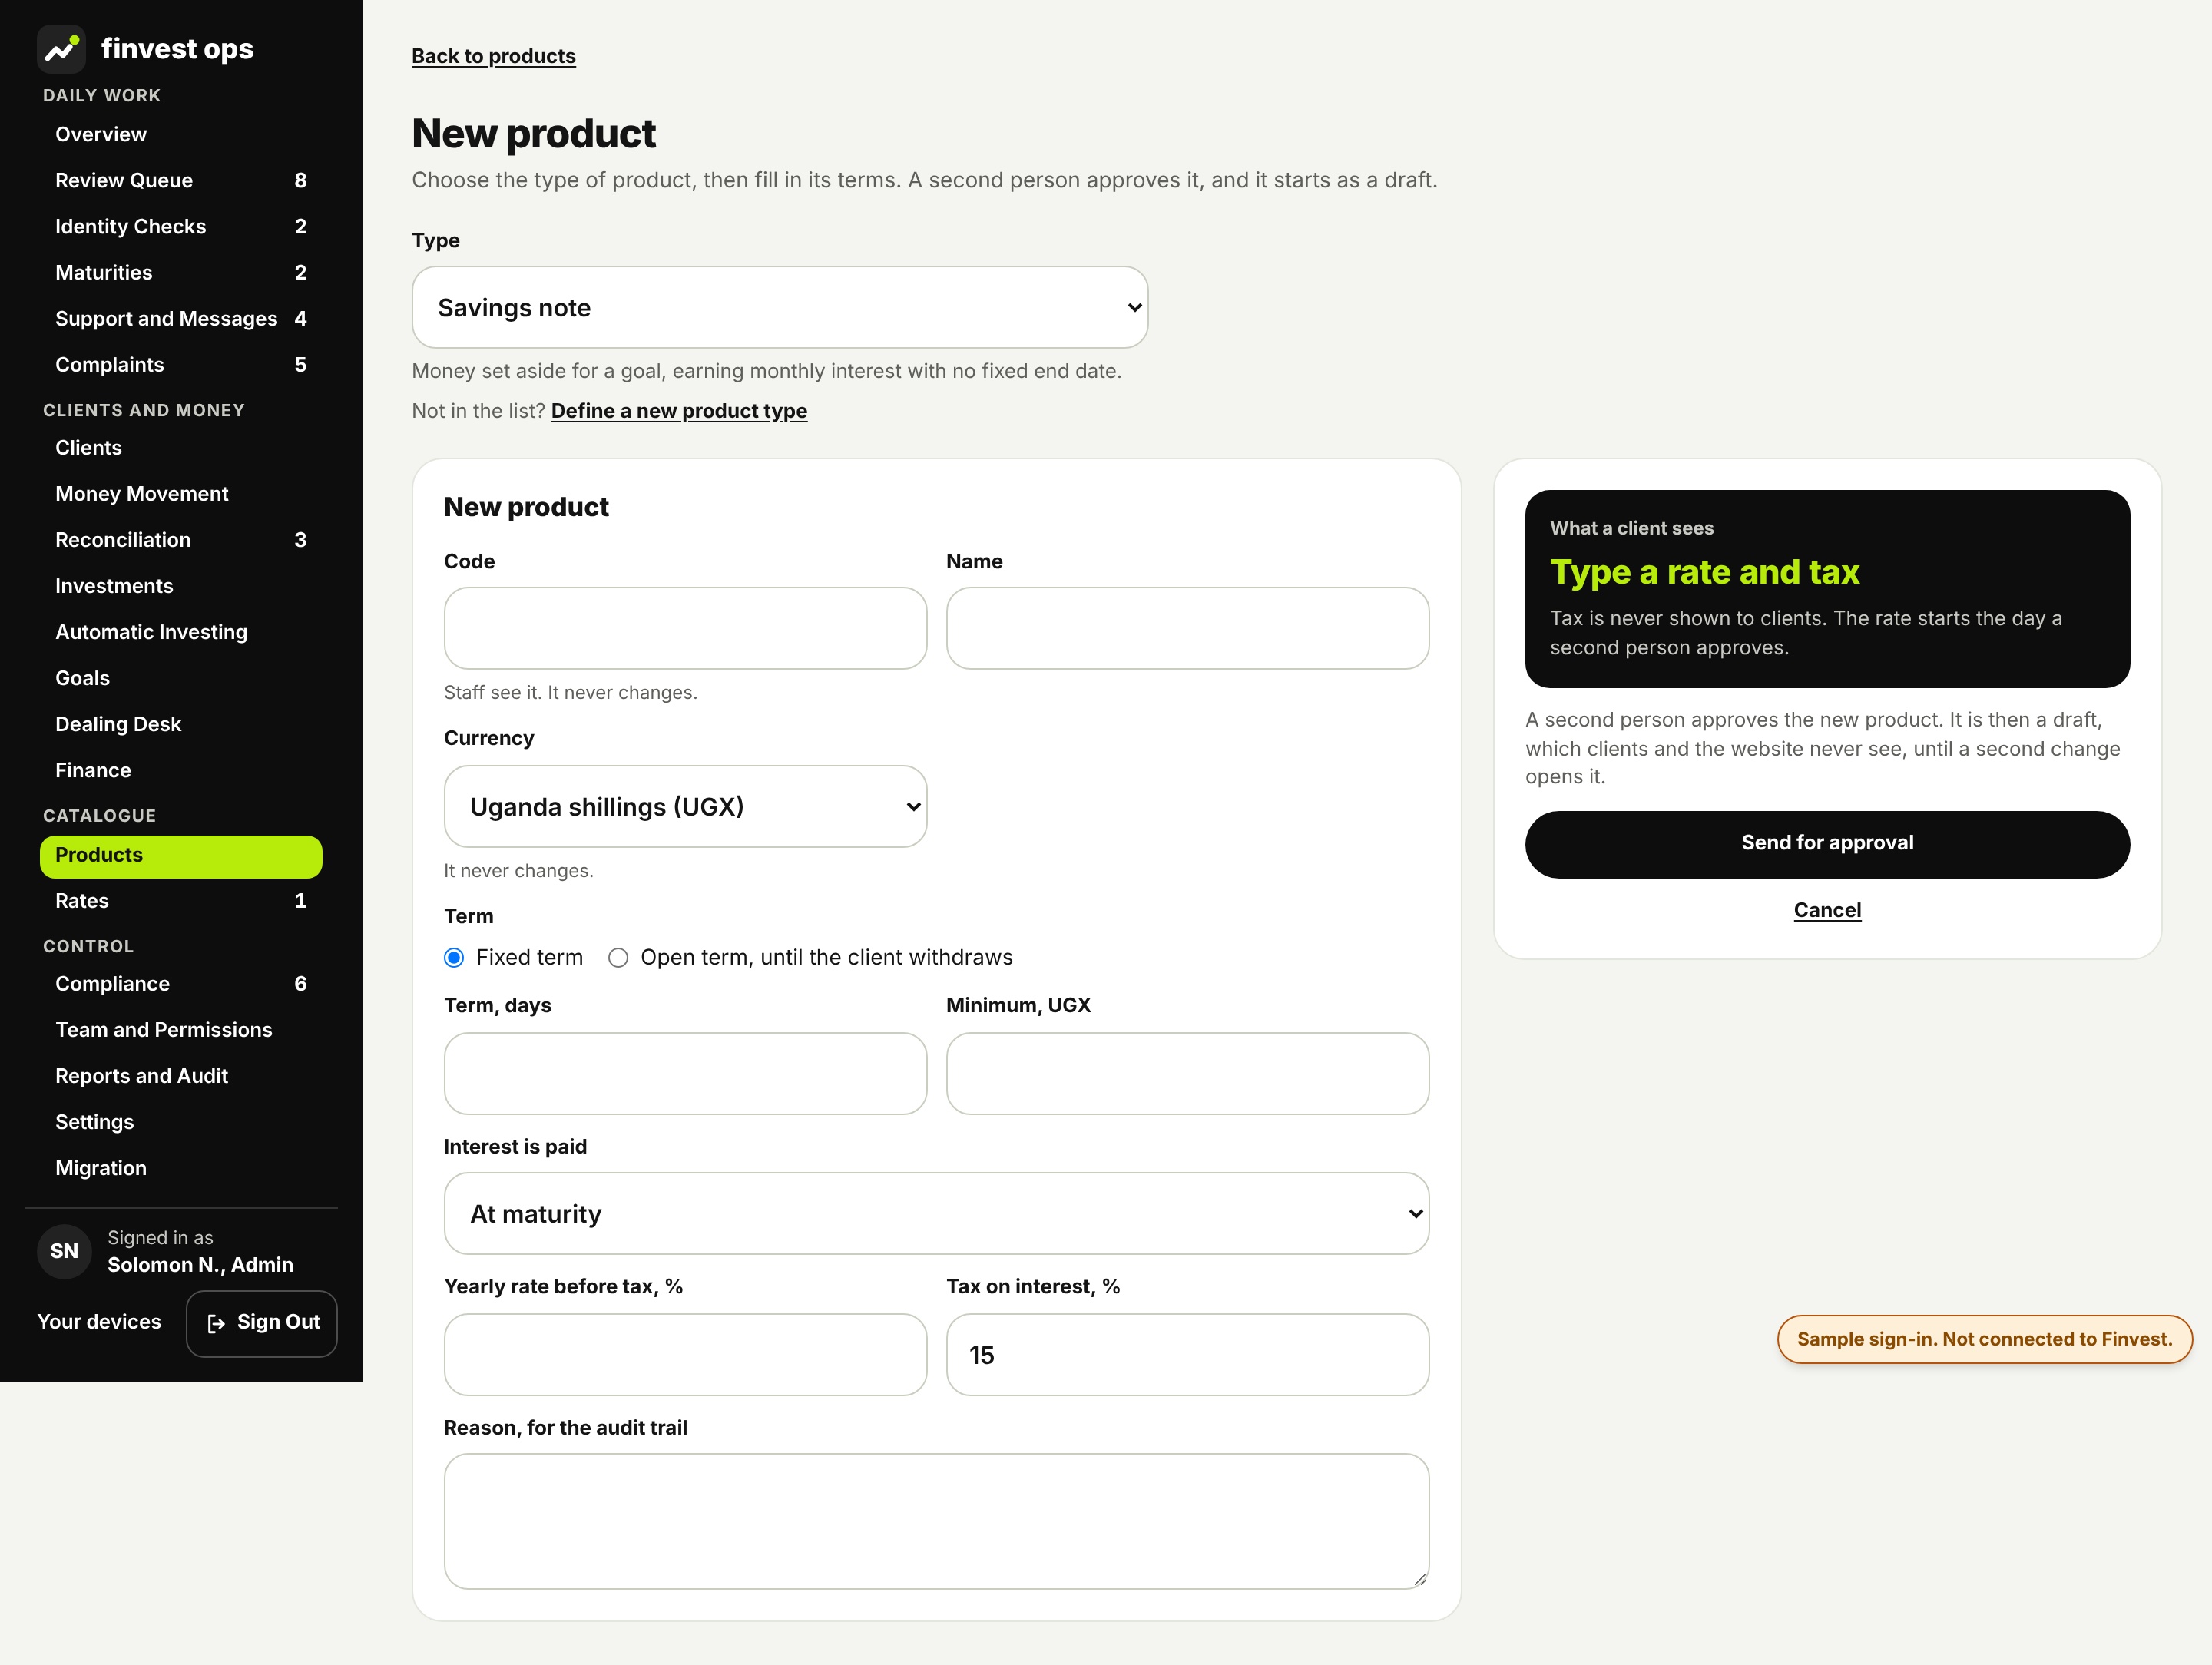 finvest ops
DAILY WORK
Overview
Review Queue 8
Identity Checks 2
Maturities 2
Support and Messages 4
Complaints 5
CLIENTS AND MONEY
Clients
Money Movement
Reconciliation 3
Investments
Automatic Investing
Goals
Dealing Desk
Finance
CATALOGUE
Products
Rates 1
CONTROL
Compliance 6
Team and Permissions
Reports and Audit
Settings
Migration
SN
Signed in as
Solomon N., Admin
Your devices
Sign Out
Back to products
New product
Choose the type of product, then fill in its terms. A second person approves it, and it starts as a draft.
Type
Savings note
Money set aside for a goal, earning monthly interest with no fixed end date.
Not in the list? Define a new product type
New product
Code
Name
Staff see it. It never changes.
Currency
Uganda shillings (UGX)
It never changes.
Term
Fixed term
Open term, until the client withdraws
Term, days
Minimum, UGX
Interest is paid
At maturity
Yearly rate before tax, %
Tax on interest, %
15
Reason, for the audit trail
What a client sees
Type a rate and tax
Tax is never shown to clients. The rate starts the day a
second person approves.
A second person approves the new product. It is then a draft,
which clients and the website never see, until a second change
opens it.
Send for approval
Cancel
Sample sign-in. Not connected to Finvest.